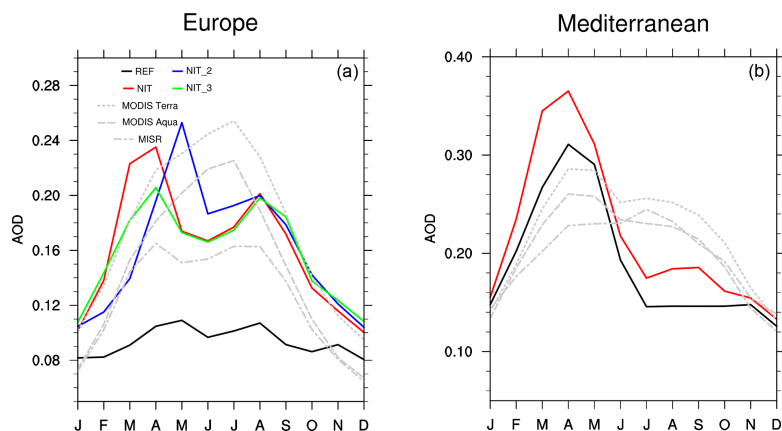 Europe
Mediterranean
(a)
REF NIT_2
NIT NIT_3
MODIS Terra
MODIS Aqua
MISR
0.28
0.24
0.20
0.16
0.12
0.08
AOD
J F M A M J J A S O N D
(b)
0.40
0.30
0.20
0.10
AOD
J F M A M J J A S O N D